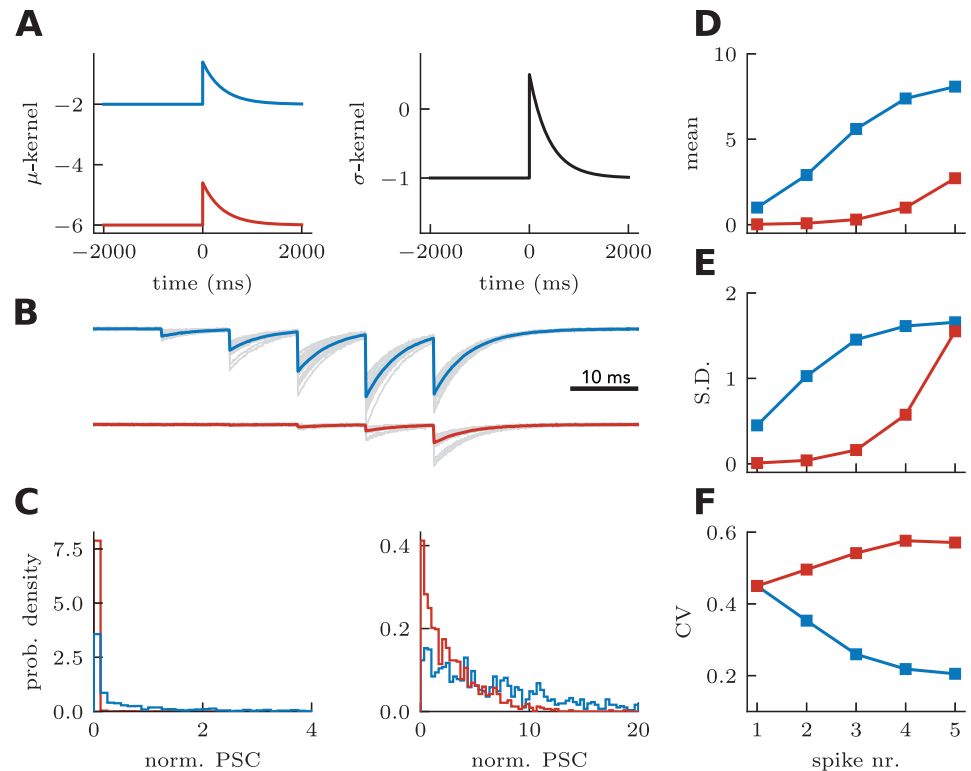 A
μ-kernel
−2
−4
−6
−2000
0
2000
time (ms)
σ-kernel
0
−1
−2000
0
2000
time (ms)
B
10 ms
C
prob. density
7.5
5.0
2.5
0.0
0
2
4
norm. PSC
0.4
0.2
0.0
0
10
20
norm. PSC
D
mean
10
5
0
E
S.D.
2
1
0
F
CV
0.6
0.4
0.2
1
2
3
4
5
spike nr.